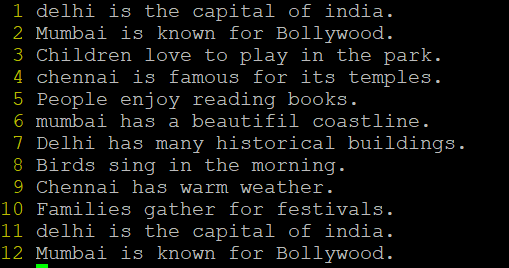 1 delhi is the capital of india.
2 Mumbai is known for Bollywood.
3 Children love to play in the park.
4 chennai is famous for its temples.
5 People enjoy reading books.
6 mumbai has a beautifil coastline.
7 Delhi has many historical buildings.
8 Birds sing in the morning.
9 Chennai has warm weather.
10 Families gather for festivals.
11 delhi is the capital of india.
12 Mumbai is known for Bollywood.